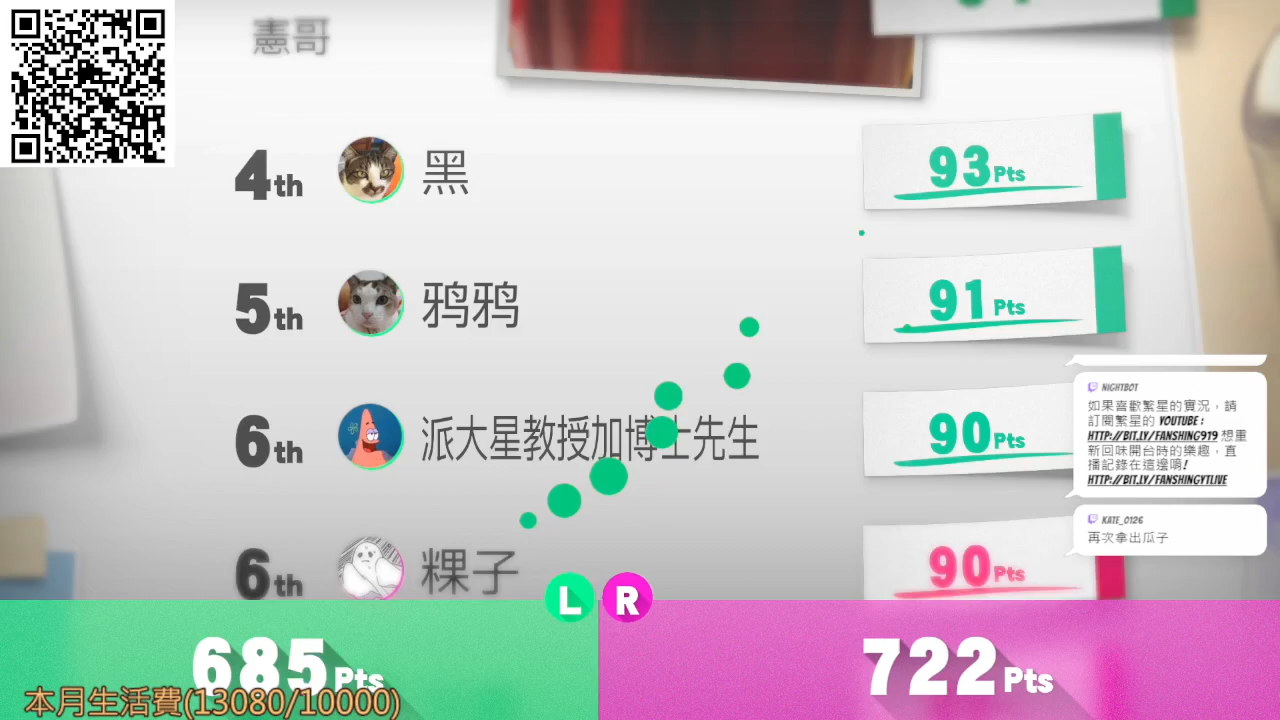 憲哥
4th 黑 93Pts
5th 鸦鸦 91Pts
6th 派大星教授加博士先生 90Pts
6th 粿子 90Pts
NIGHTBOT
如果喜歡繁星的實況，請
訂閱繁星的 YOUTUBE :
HTTP://BIT.LY/FANSHING919 想重
新回味開台時的樂趣，直
播記錄在這邊唷!
HTTP://BIT.LY/FANSHINGYTLIVE
KATE_0126
再次拿出瓜子
L R
685Pts
722Pts
本月生活費(13080/10000)